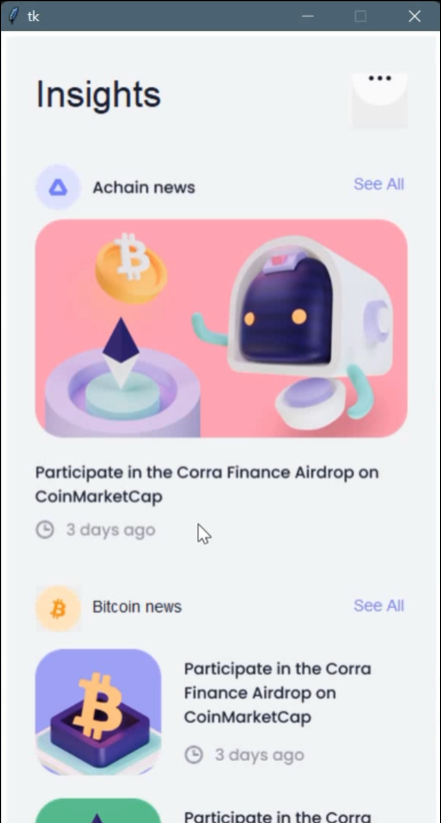 tk
Insights
Achain news
See All
Participate in the Corra Finance Airdrop on
CoinMarketCap
3 days ago
Bitcoin news
See All
Participate in the Corra
Finance Airdrop on
CoinMarketCap
3 days ago
Participate in the Corra